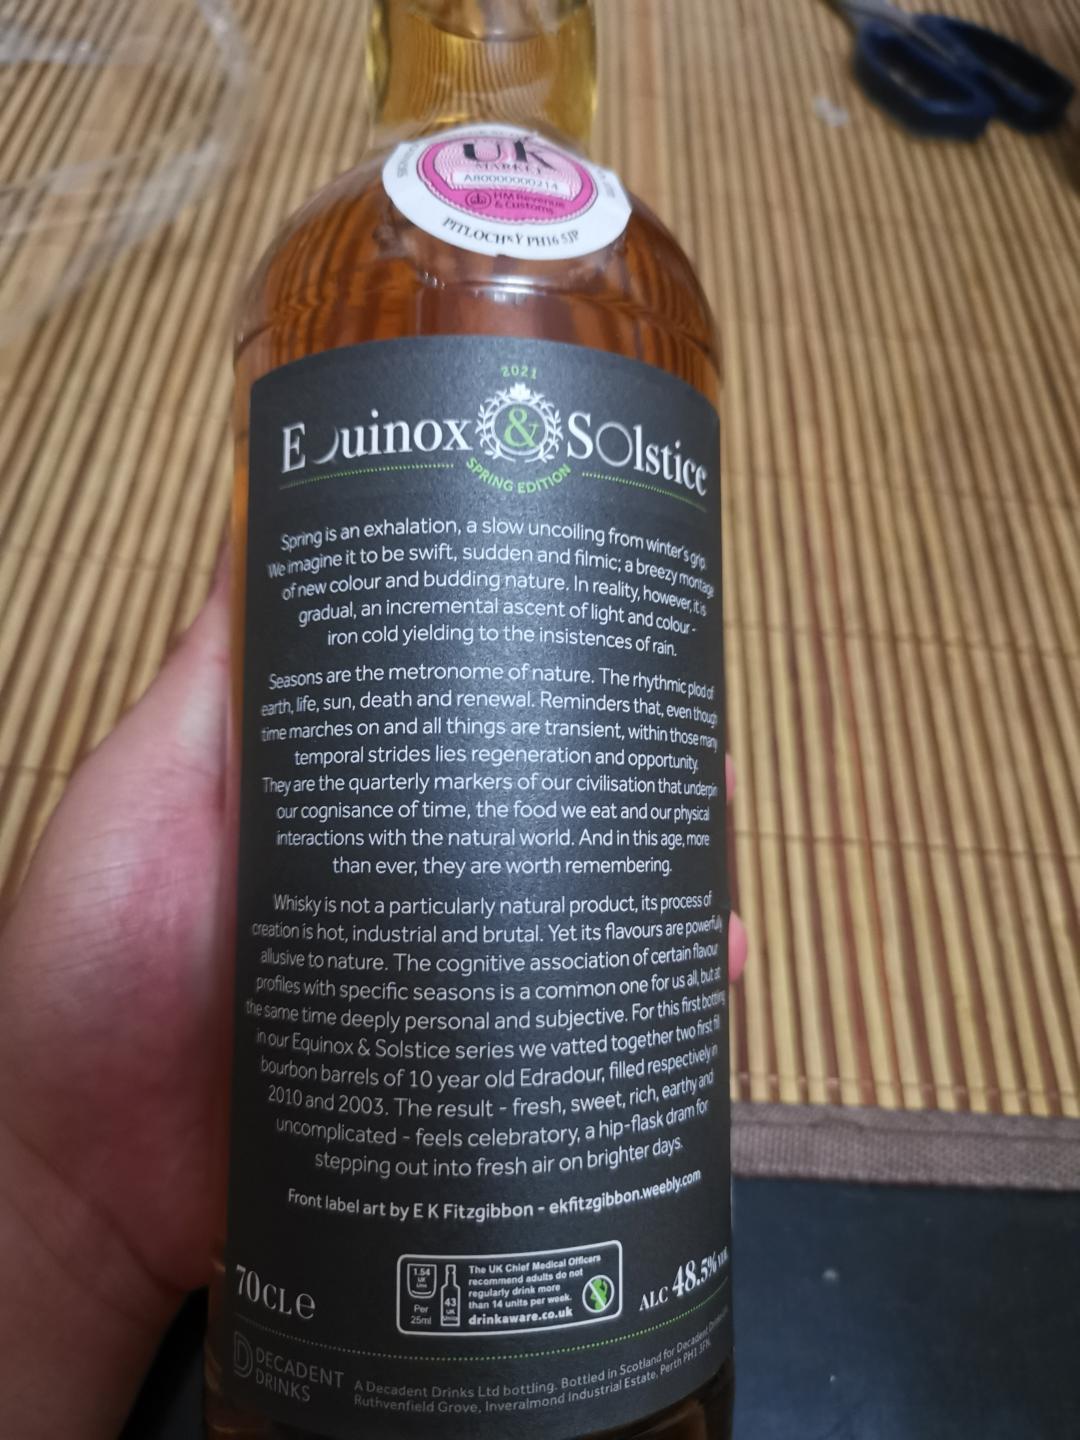 UK
MARKET
A80000000214
HM Revenue
& Customs
PITLOCHRY PH16 5JP
2021
Equinox & Solstice
SPRING EDITION
Spring is an exhalation, a slow uncoiling from winter's grip.
We imagine it to be swift, sudden and filmic; a breezy montage
of new colour and budding nature. In reality, however, it is
gradual, an incremental ascent of light and colour -
iron cold yielding to the insistences of rain.
Seasons are the metronome of nature. The rhythmic plod of
earth, life, sun, death and renewal. Reminders that, even though
time marches on and all things are transient, within those many
temporal strides lies regeneration and opportunity.
They are the quarterly markers of our civilisation that underpin
our cognisance of time, the food we eat and our physical
interactions with the natural world. And in this age, more
than ever, they are worth remembering.
Whisky is not a particularly natural product, its process of
creation is hot, industrial and brutal. Yet its flavours are powerfully
allusive to nature. The cognitive association of certain flavour
profiles with specific seasons is a common one for us all, but at
the same time deeply personal and subjective. For this first bottling
in our Equinox & Solstice series we vatted together two first fill
bourbon barrels of 10 year old Edradour, filled respectively in
2010 and 2003. The result - fresh, sweet, rich, earthy and
uncomplicated - feels celebratory, a hip-flask dram for
stepping out into fresh air on brighter days.
Front label art by E K Fitzgibbon - ekfitzgibbon.weebly.com
70CL e
1.54
UK
Units
Per
25ml
43
UK
Units
The UK Chief Medical Officers
recommend adults do not
regularly drink more
than 14 units per week.
drinkaware.co.uk
ALC 48.5% VOL
D DECADENT
DRINKS
A Decadent Drinks Ltd bottling. Bottled in Scotland for Decadent Drinks
Ruthvenfield Grove, Inveralmond Industrial Estate, Perth PH1 3FN.